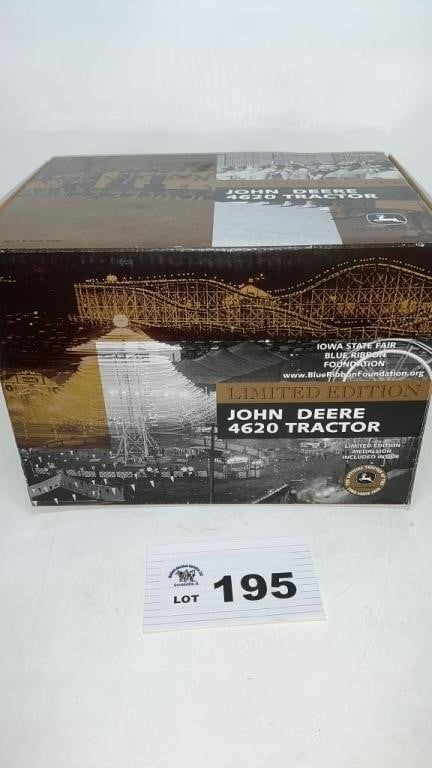 JOHN DEERE
4620 TRACTOR
IOWA STATE FAIR
BLUE RIBBON
FOUNDATION
www.BlueRibbonFoundation.org
LIMITED EDITION
JOHN DEERE
4620 TRACTOR
LIMITED EDITION
MEDALLION
INCLUDED INSIDE
LOT 195